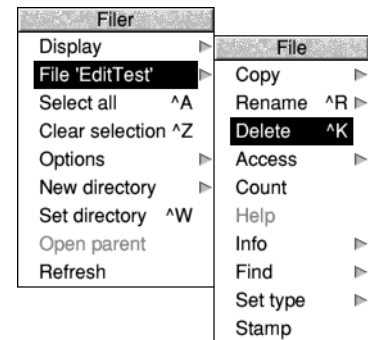 Filer
Display
File 'EditTest'
Select all ^A
Clear selection ^Z
Options
New directory
Set directory ^W
Open parent
Refresh
File
Copy
Rename ^R
Delete ^K
Access
Count
Help
Info
Find
Set type
Stamp